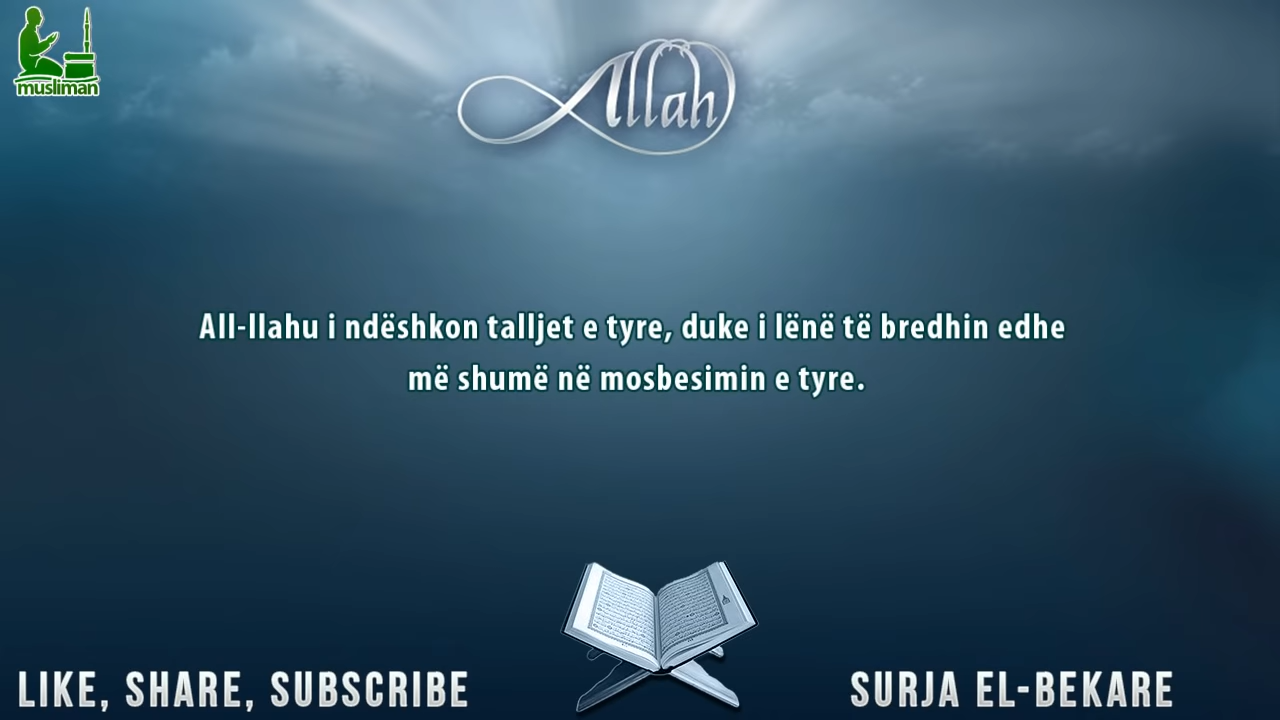 musliman
Allah
All-llahu i ndëshkon talljet e tyre, duke i lënë të bredhin edhe
më shumë në mosbesimin e tyre.
LIKE, SHARE, SUBSCRIBE
SURJA EL-BEKARE